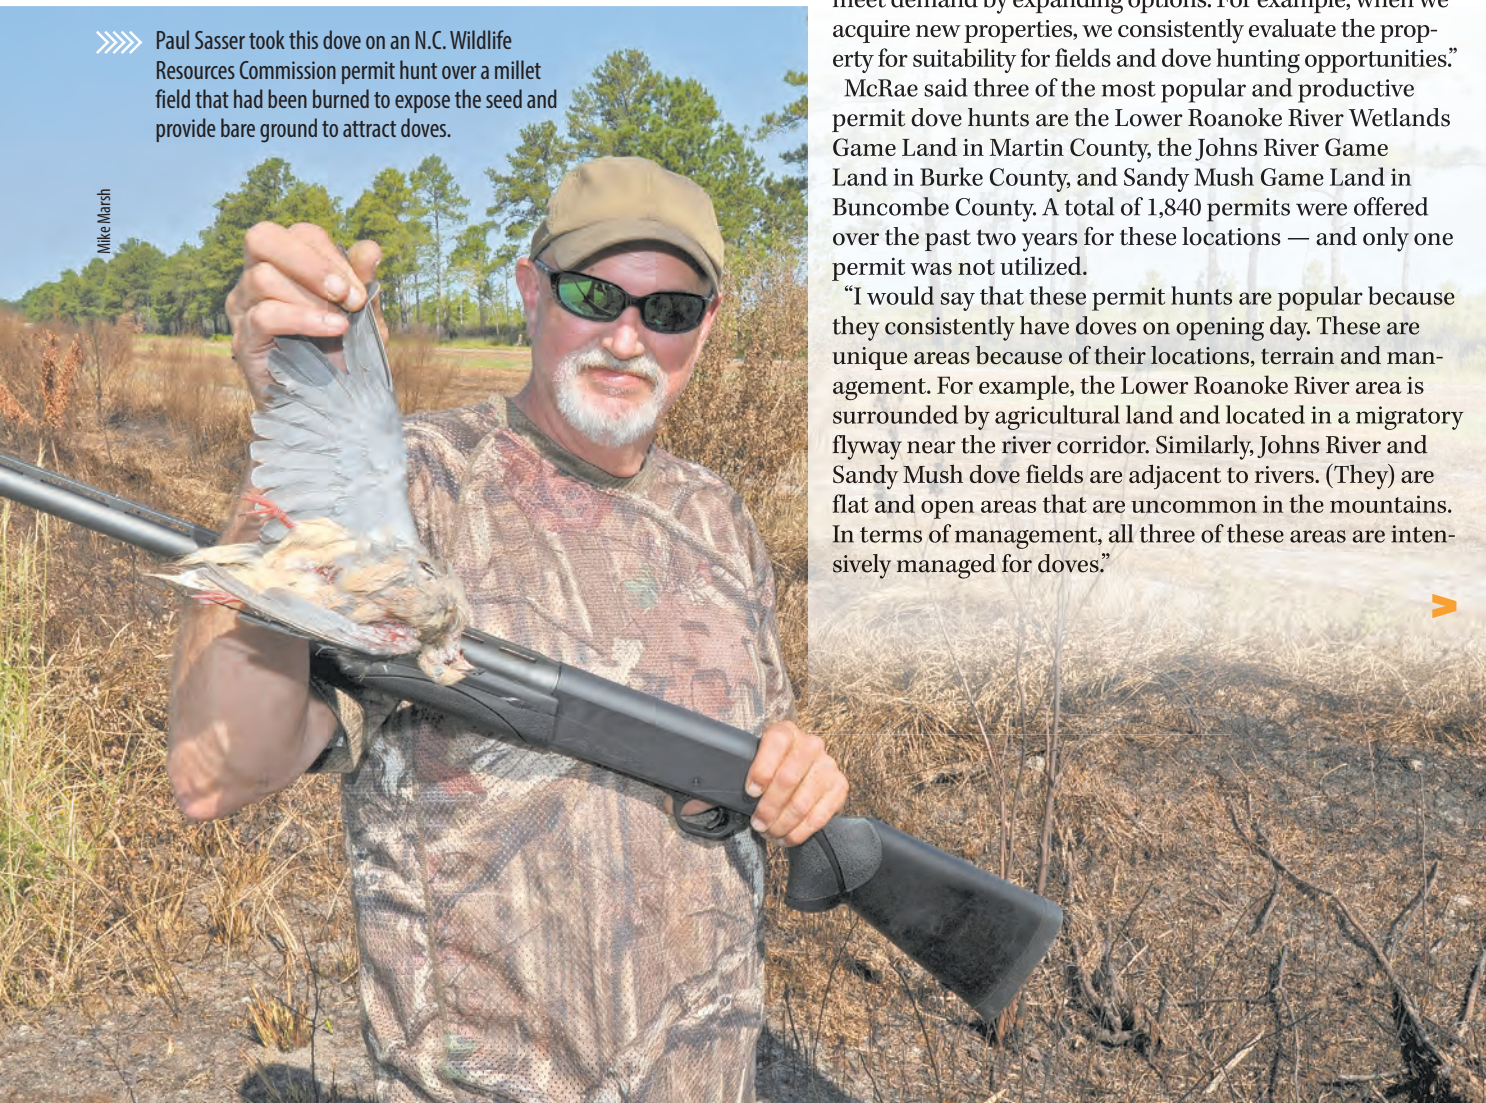 Paul Sasser took this dove on an N.C. Wildlife
Resources Commission permit hunt over a millet
field that had been burned to expose the seed and
provide bare ground to attract doves.
Mike Marsh
meet demand by expanding options. For example, when we
acquire new properties, we consistently evaluate the prop-
erty for suitability for fields and dove hunting opportunities.”
McRae said three of the most popular and productive
permit dove hunts are the Lower Roanoke River Wetlands
Game Land in Martin County, the Johns River Game
Land in Burke County, and Sandy Mush Game Land in
Buncombe County. A total of 1,840 permits were offered
over the past two years for these locations — and only one
permit was not utilized.
“I would say that these permit hunts are popular because
they consistently have doves on opening day. These are
unique areas because of their locations, terrain and man-
agement. For example, the Lower Roanoke River area is
surrounded by agricultural land and located in a migratory
flyway near the river corridor. Similarly, Johns River and
Sandy Mush dove fields are adjacent to rivers. (They) are
flat and open areas that are uncommon in the mountains.
In terms of management, all three of these areas are inten-
sively managed for doves.”